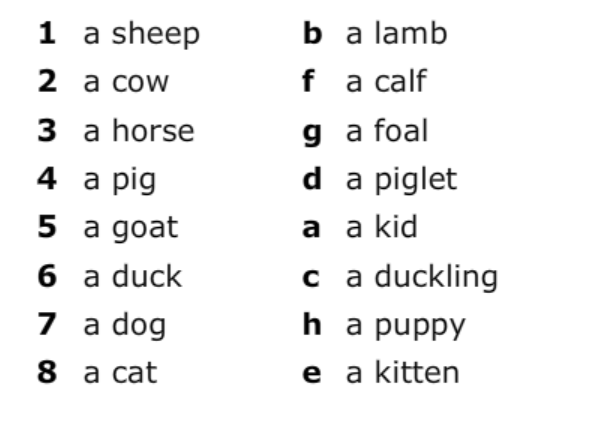 1 a sheep b a lamb
2 a cow f a calf
3 a horse g a foal
4 a pig d a piglet
5 a goat a a kid
6 a duck c a duckling
7 a dog h a puppy
8 a cat e a kitten